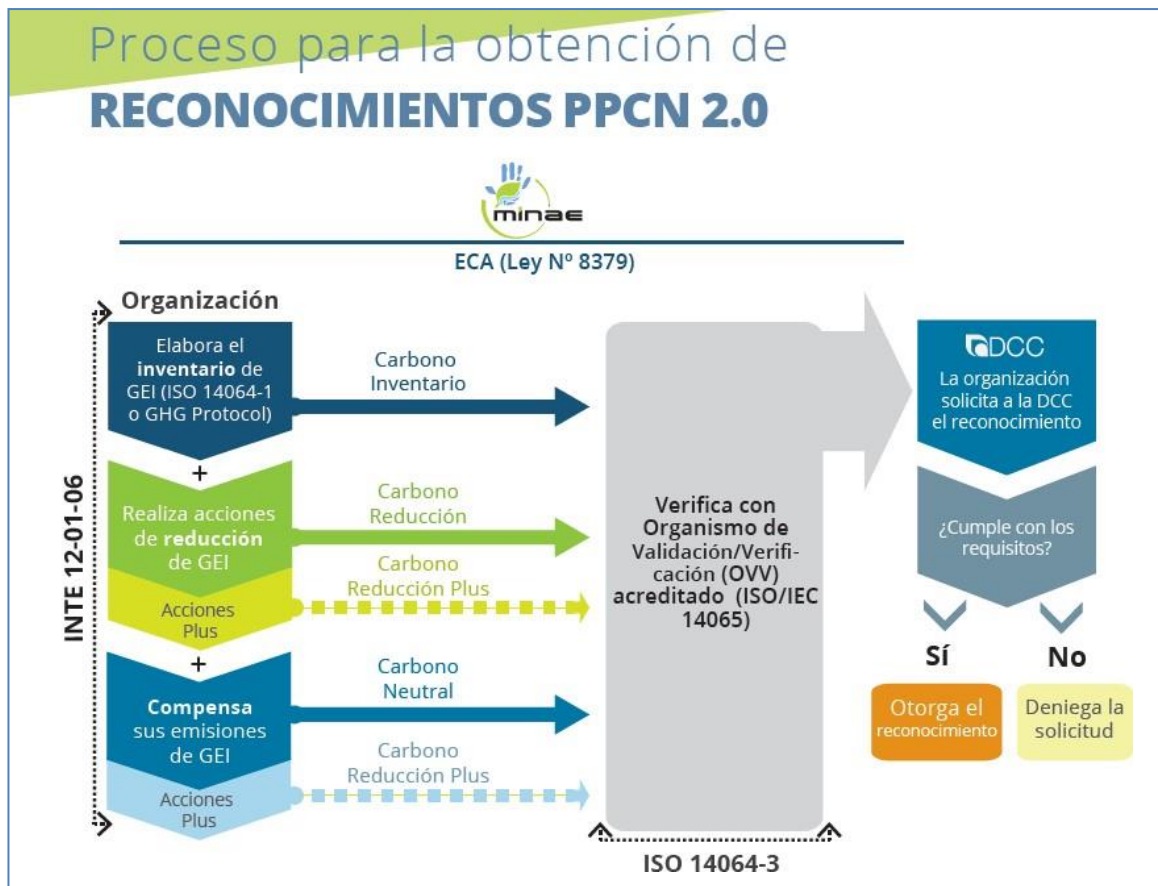 Proceso para la obtención de
RECONOCIMIENTOS PPCN 2.0
minae
ECA (Ley Nº 8379)
Organización
INTE 12-01-06
Elabora el
inventario de
GEI (ISO 14064-1
o GHG Protocol)
Carbono
Inventario
+
Realiza acciones
de reducción
de GEI
Carbono
Reducción
Acciones
Plus
Carbono
Reducción Plus
+
Compensa
sus emisiones
de GEI
Carbono
Neutral
Acciones
Plus
Carbono
Reducción Plus
Verifica con
Organismo de
Validación/Verifi-
cación (OVV)
acreditado (ISO/IEC
14065)
ISO 14064-3
DCC
La organización
solicita a la DCC
el reconocimiento
¿Cumple con los
requisitos?
Sí
No
Otorga el
reconocimiento
Deniega la
solicitud